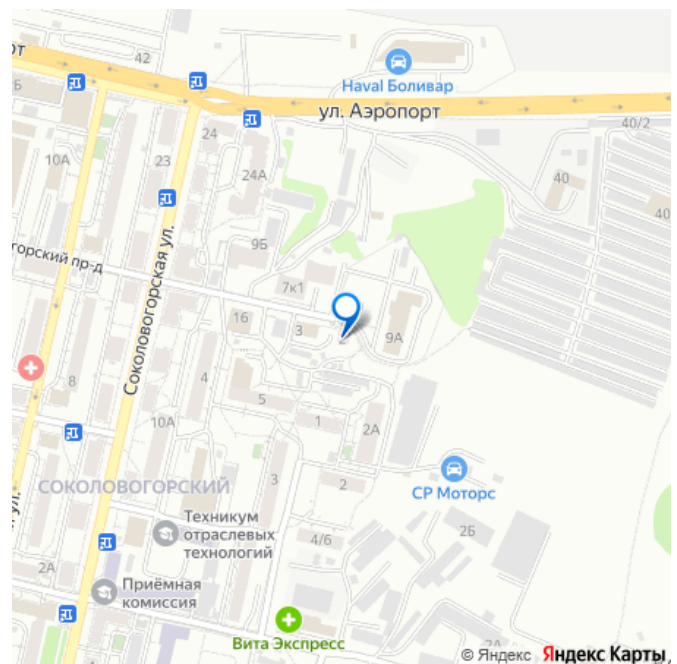 42
ОТ
Б
Haval Боливар
ул. Аэропорт
40/2
24
10А
23
24А
40
40
9Б
горский пр-д
7к1
16
3
9А
Соколовогорская ул.
8
4
5
10А
1
2А
СР Моторс
СОКОЛОВОГОРСКИЙ
3
2
ул.
Техникум
отраслевых
технологий
4/6
2Б
2А
Приёмная
комиссия
Вита Экспресс
2А
© Яндекс Яндекс Карты